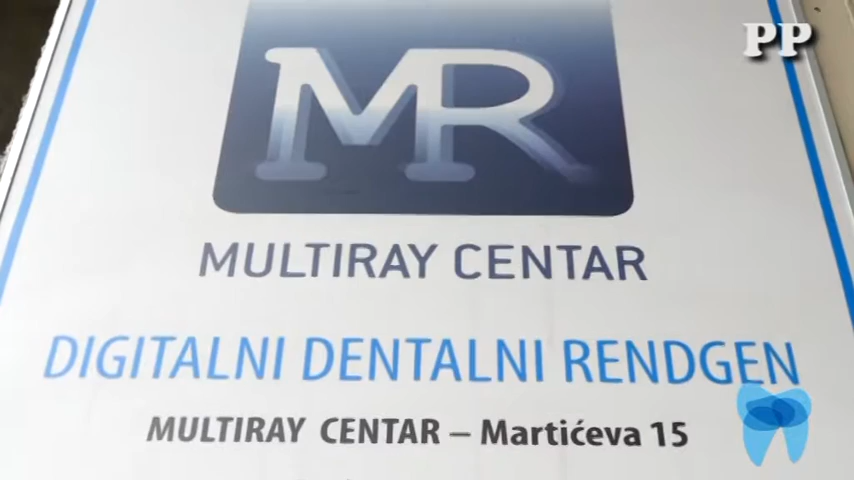 PP
MR
MULTIRAY CENTAR
DIGITALNI DENTALNI RENDGEN
MULTIRAY CENTAR – Martićeva 15